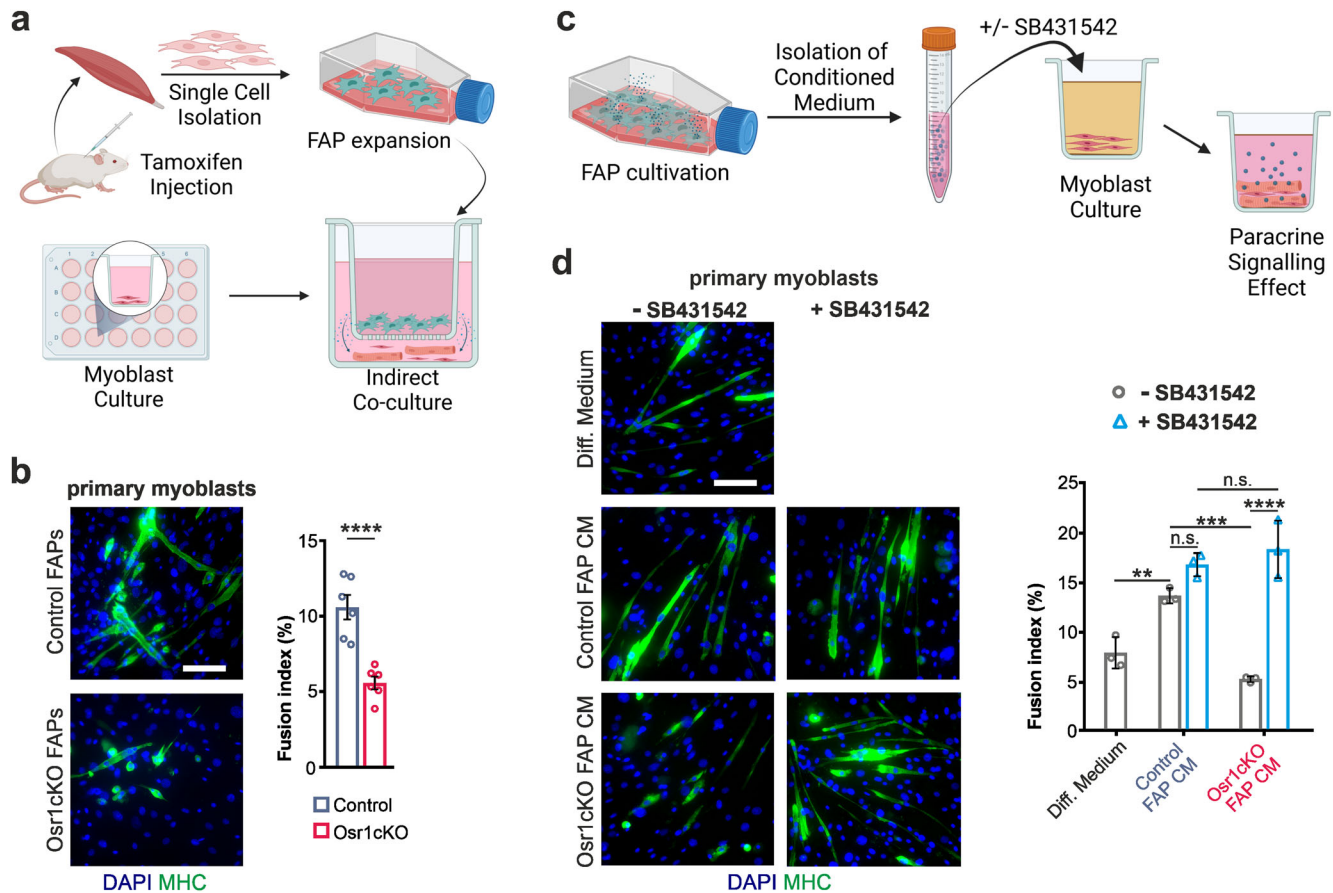 a
Single Cell
Isolation
Tamoxifen
Injection
FAP expansion
1 2 6
A
B
C
D
Myoblast
Culture
Indirect
Co-culture
b
primary myoblasts
Control FAPs
Osr1cKO FAPs
DAPI MHC
Fusion index (%)
15
10
5
0
****
Control
Osr1cKO
c
FAP cultivation
Isolation of
Conditioned
Medium
+/- SB431542
Myoblast
Culture
Paracrine
Signalling
Effect
d
primary myoblasts
- SB431542 + SB431542
Diff. Medium
Control FAP CM
Osr1cKO FAP CM
DAPI MHC
- SB431542
+ SB431542
Fusion index (%)
25
20
15
10
5
0
n.s.
*** ****
n.s.
**
Diff. Medium
Control
FAP CM
Osr1cKO
FAP CM